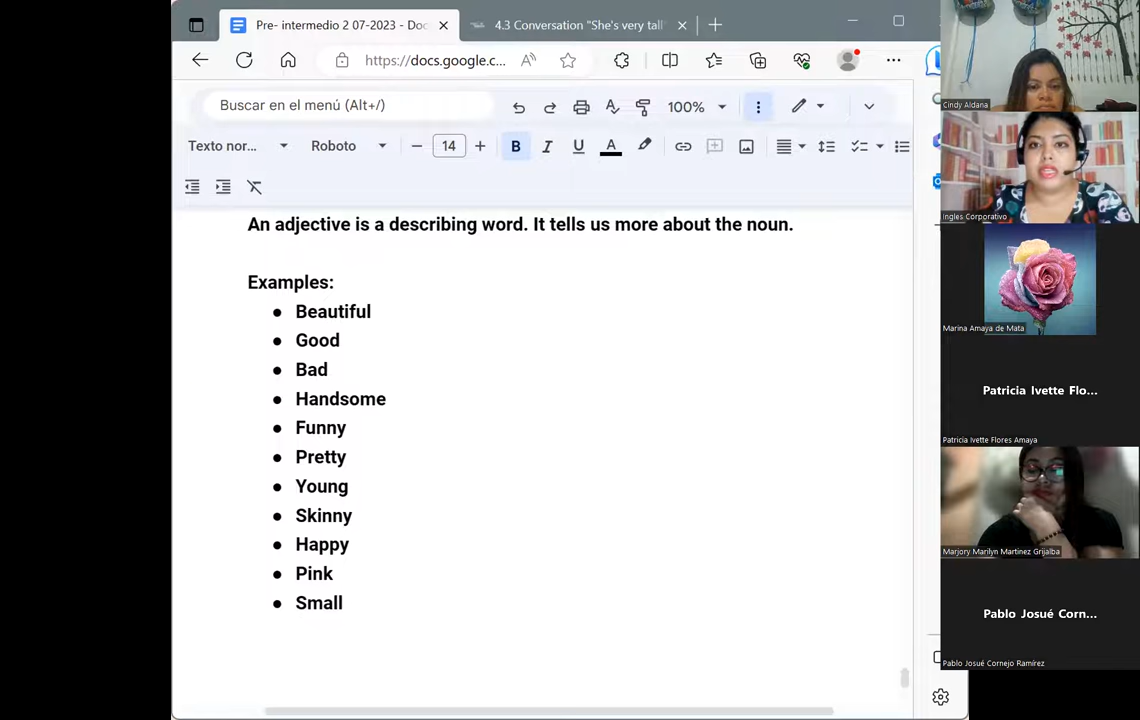 Pre- intermedio 2 07-2023 - Doc
4.3 Conversation "She's very tall"
https://docs.google.c...
Buscar en el menú (Alt+/)
100%
Texto nor...
Roboto
14
B
I
U
A
An adjective is a describing word. It tells us more about the noun.
Examples:
● Beautiful
● Good
● Bad
● Handsome
● Funny
● Pretty
● Young
● Skinny
● Happy
● Pink
● Small
Cindy Aldana
Ingles Corporativo
Marina Amaya de Mata
Patricia Ivette Flo...
Patricia Ivette Flores Amaya
Marjory Marilyn Martinez Grijalba
Pablo Josué Corn...
Pablo Josué Cornejo Ramírez